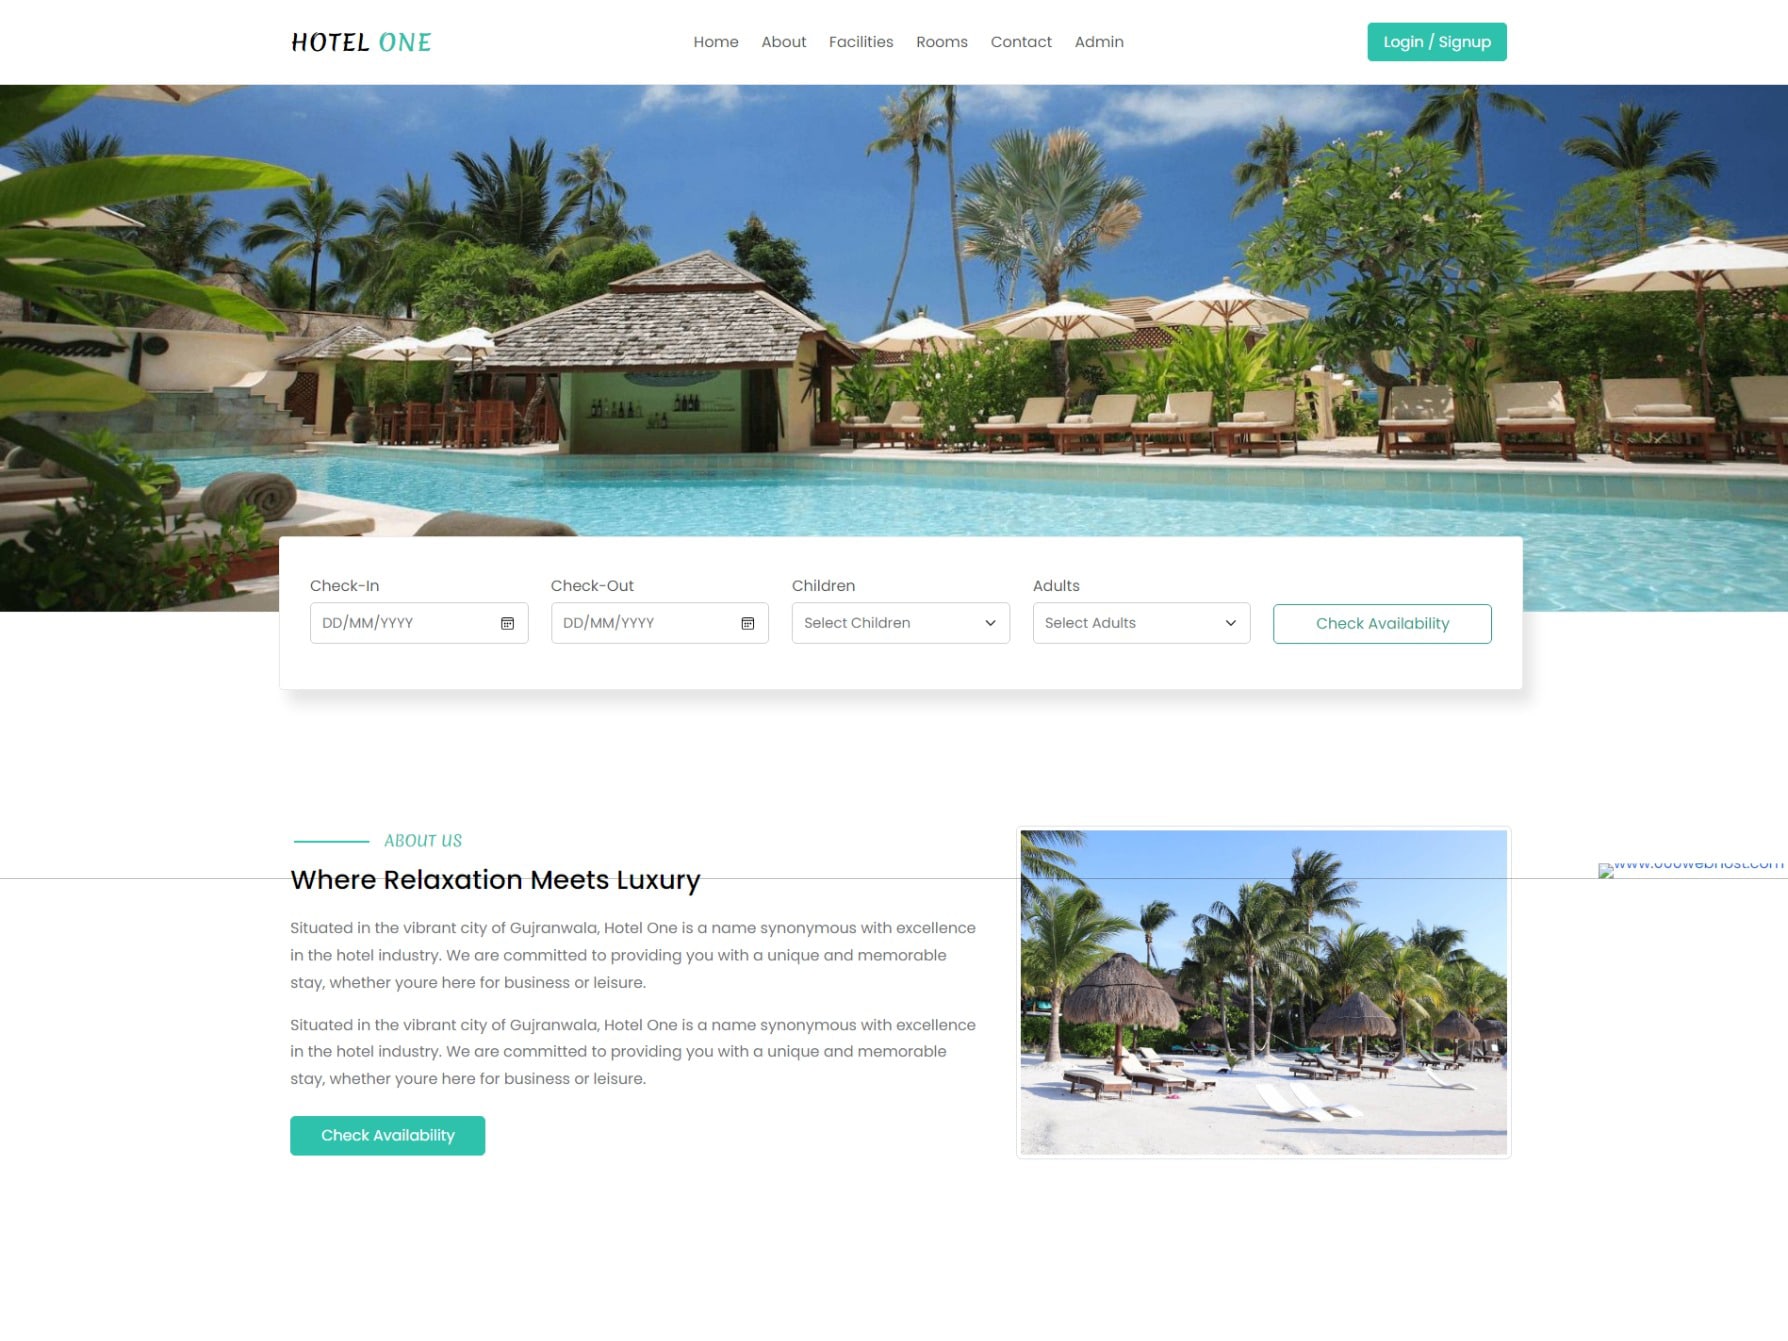 HOTEL ONE
Home About Facilities Rooms Contact Admin
Login / Signup
Check-In
DD/MM/YYYY
Check-Out
DD/MM/YYYY
Children
Select Children
Adults
Select Adults
Check Availability
ABOUT US
Where Relaxation Meets Luxury
Situated in the vibrant city of Gujranwala, Hotel One is a name synonymous with excellence
in the hotel industry. We are committed to providing you with a unique and memorable
stay, whether youre here for business or leisure.
Situated in the vibrant city of Gujranwala, Hotel One is a name synonymous with excellence
in the hotel industry. We are committed to providing you with a unique and memorable
stay, whether youre here for business or leisure.
Check Availability
www.000webhost.com